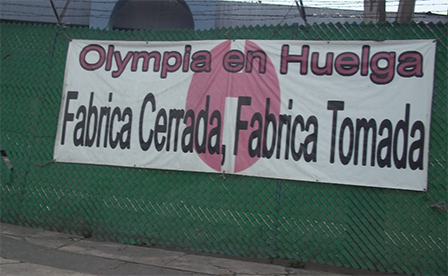 Olympia en Huelga
Fabrica Cerrada, Fabrica Tomada